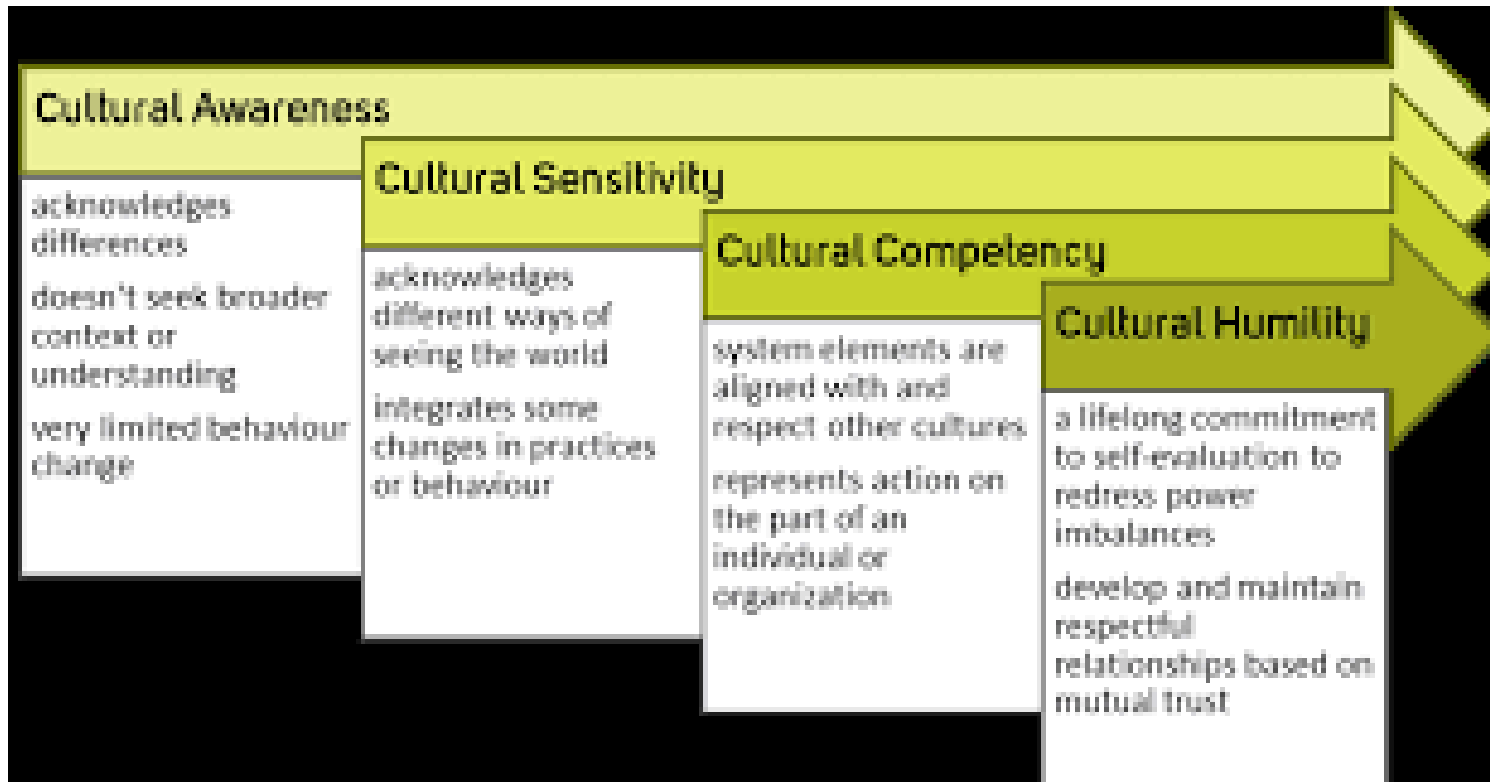 Cultural Awareness
acknowledges
differences
doesn't seek broader
context or
understanding
very limited behaviour
change
Cultural Sensitivity
acknowledges
different ways of
seeing the world
integrates some
changes in practices
or behaviour
Cultural Competency
system elements are
aligned with and
respect other cultures
represents action on
the part of an
individual or
organization
Cultural Humility
a lifelong commitment
to self-evaluation to
redress power
imbalances
develop and maintain
respectful
relationships based on
mutual trust